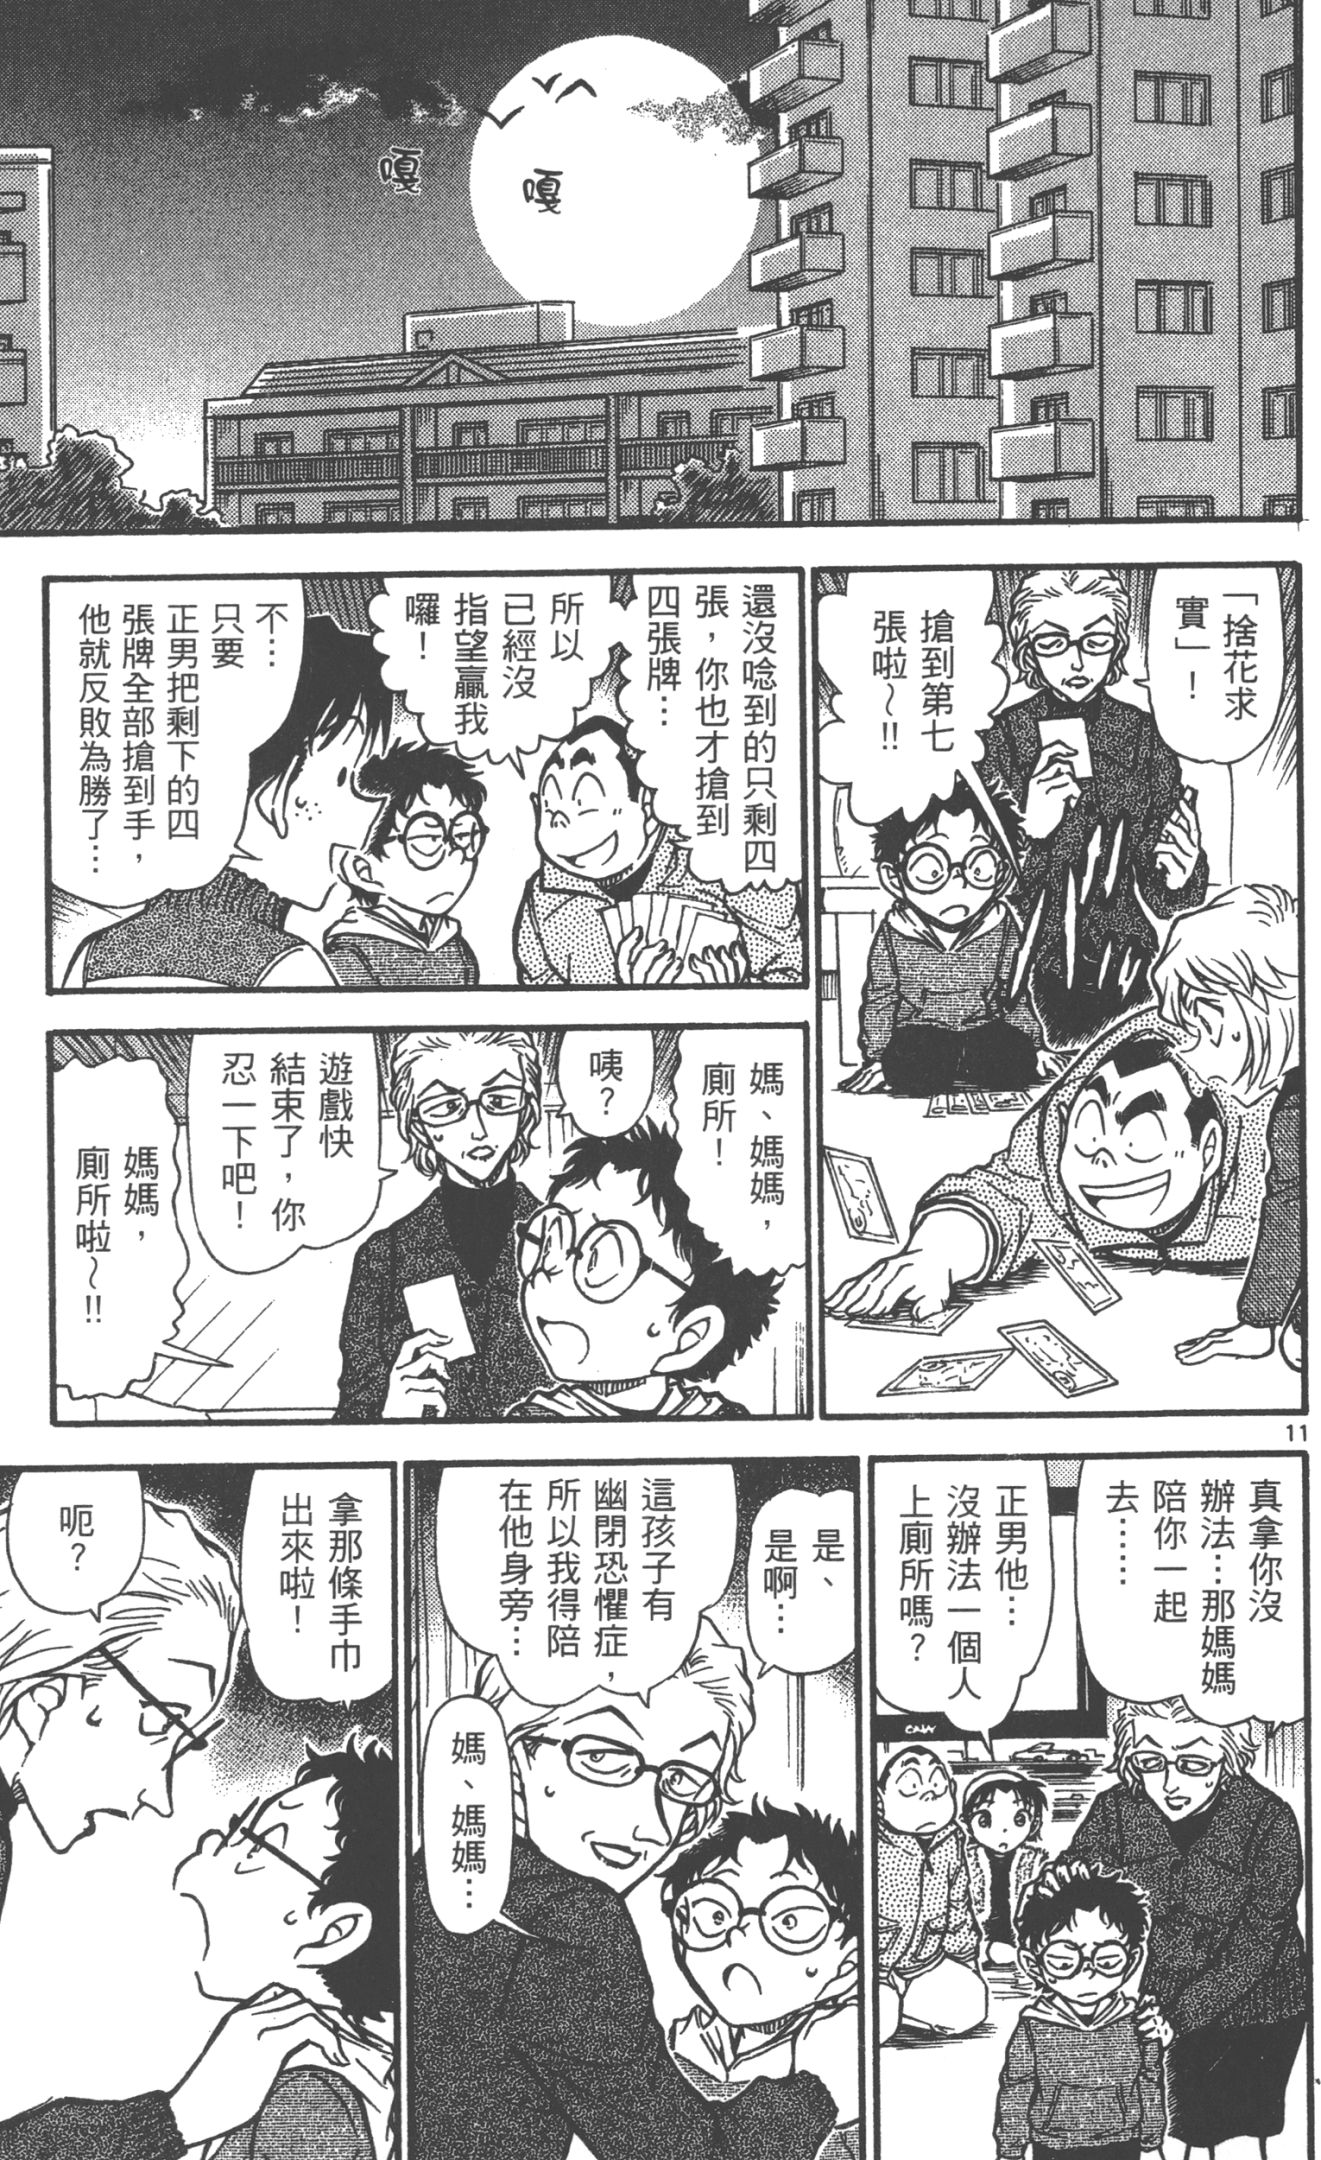 嘎
嘎
「捨花求
實」！
搶到第七
張啦～!!
還沒唸到的只剩四
張，你也才搶到
四張牌…
所以
已經沒
指望贏我
囉！
不…
只要
正男把剩下的四
張牌全部搶到手，
他就反敗為勝了…
媽、媽媽，
廁所！
咦？
遊戲快
結束了，你
忍一下吧！
媽媽，
廁所啦～!!
11
真拿你沒
辦法…那媽媽
陪你一起
去……
正男他…
沒辦法一個人
上廁所嗎？
是、
是啊…
這孩子有
幽閉恐懼症，
所以我得陪
在他身旁…
媽、媽媽…
拿那條手巾
出來啦！
呃？